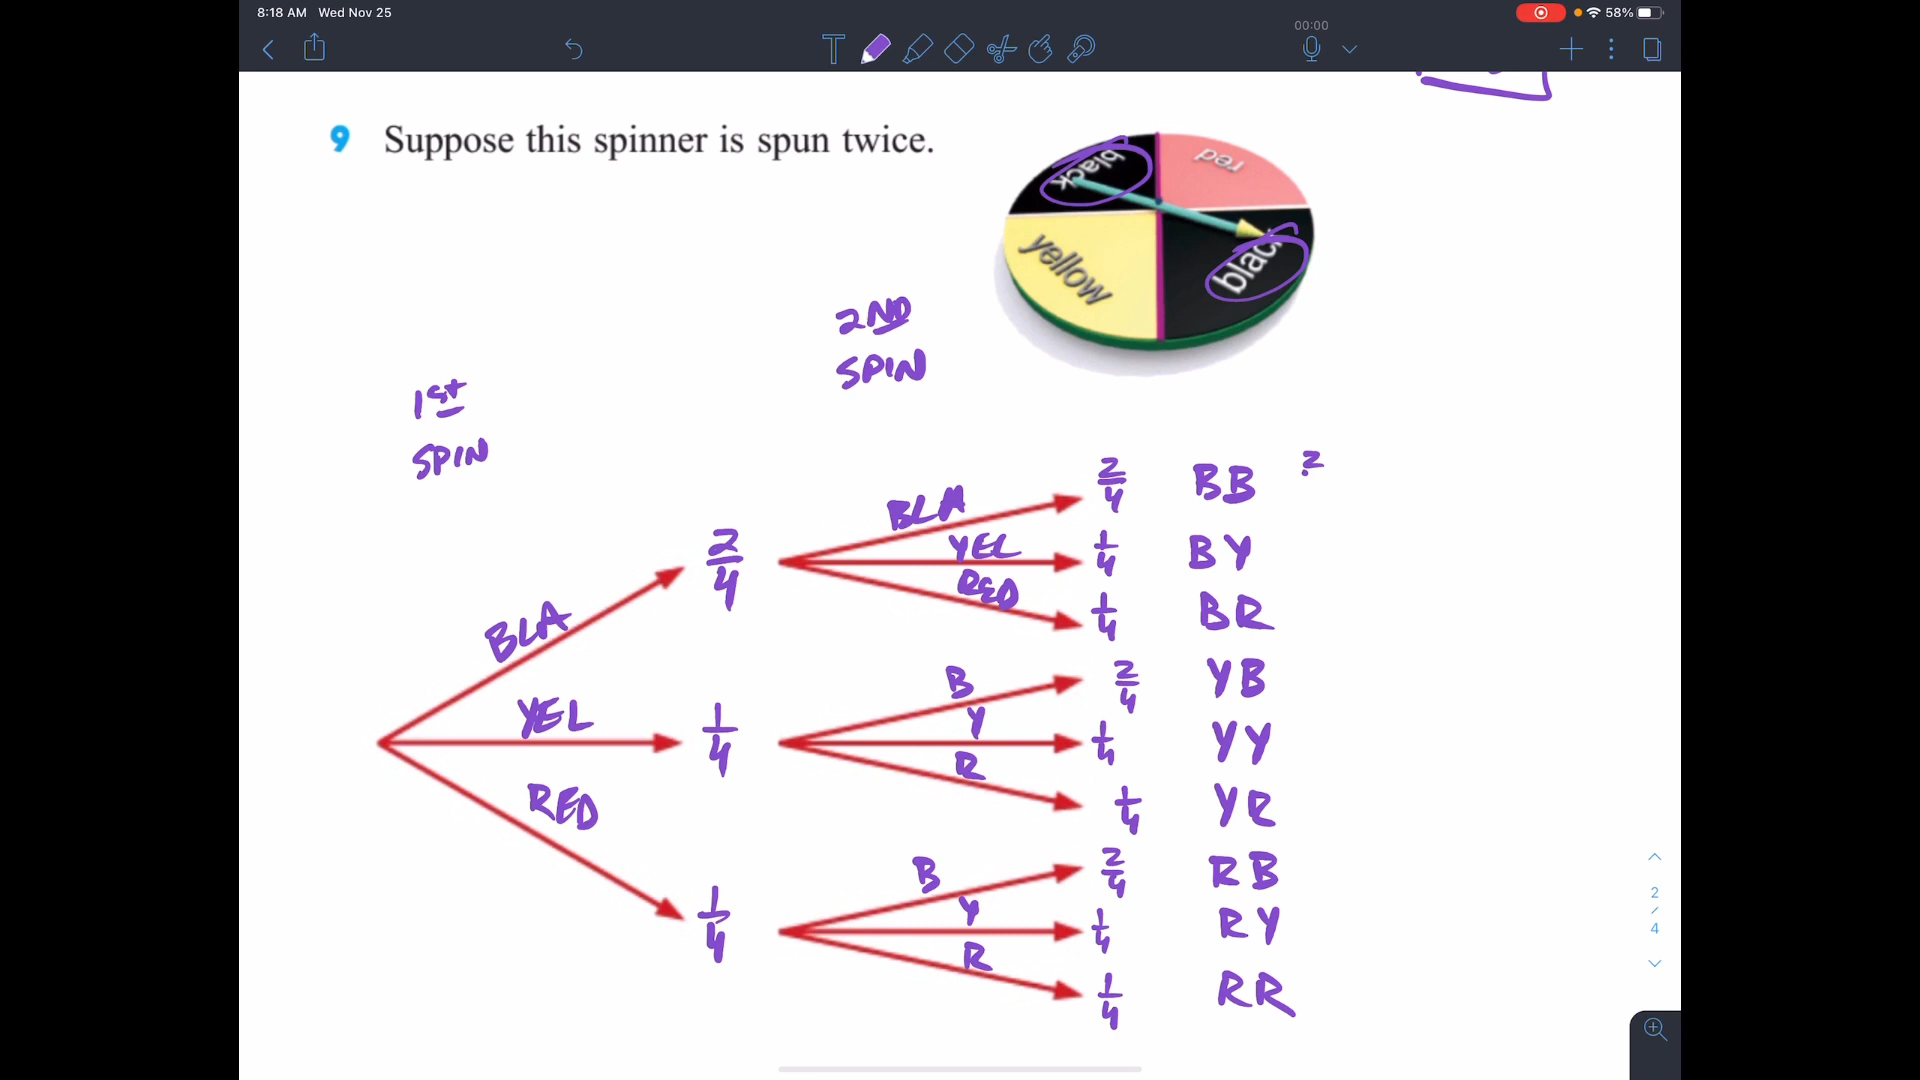 8:18 AM Wed Nov 25
58%
00:00
T
9 Suppose this spinner is spun twice.
black
red
yellow
black
2ND
SPIN
1st
SPIN
BLA
YEL
RED
2/4
1/4
1/4
BLA
YEL
RED
B
Y
R
B
Y
R
2/4 BB 2
1/4 BY
1/4 BR
2/4 YB
1/4 YY
1/4 YR
2/4 RB
1/4 RY
1/4 RR
2
/
4